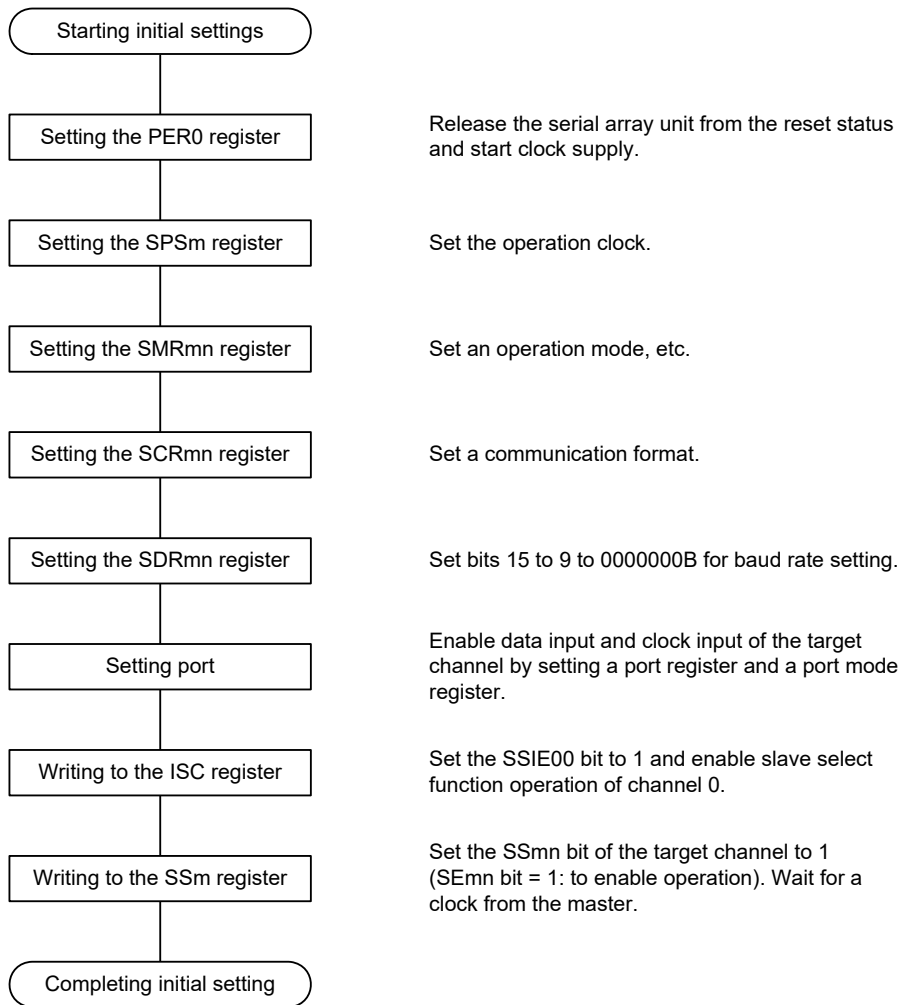 Starting initial settings
Setting the PER0 register
Release the serial array unit from the reset status
and start clock supply.
Setting the SPSm register
Set the operation clock.
Setting the SMRmn register
Set an operation mode, etc.
Setting the SCRmn register
Set a communication format.
Setting the SDRmn register
Set bits 15 to 9 to 0000000B for baud rate setting.
Setting port
Enable data input and clock input of the target
channel by setting a port register and a port mode
register.
Writing to the ISC register
Set the SSIE00 bit to 1 and enable slave select
function operation of channel 0.
Writing to the SSm register
Set the SSmn bit of the target channel to 1
(SEmn bit = 1: to enable operation). Wait for a
clock from the master.
Completing initial setting